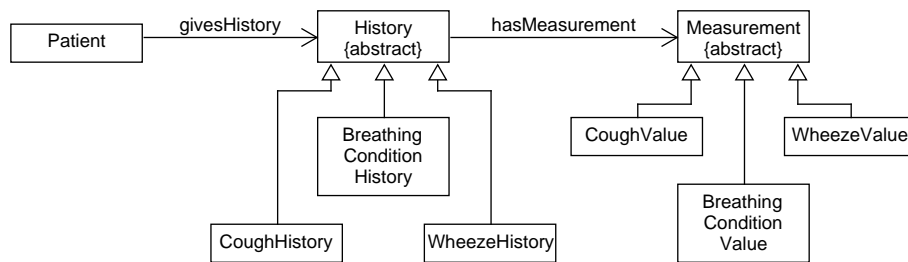 Patient
givesHistory
History
{abstract}
hasMeasurement
Measurement
{abstract}
Breathing
Condition
History
CoughValue
WheezeValue
CoughHistory
WheezeHistory
Breathing
Condition
Value